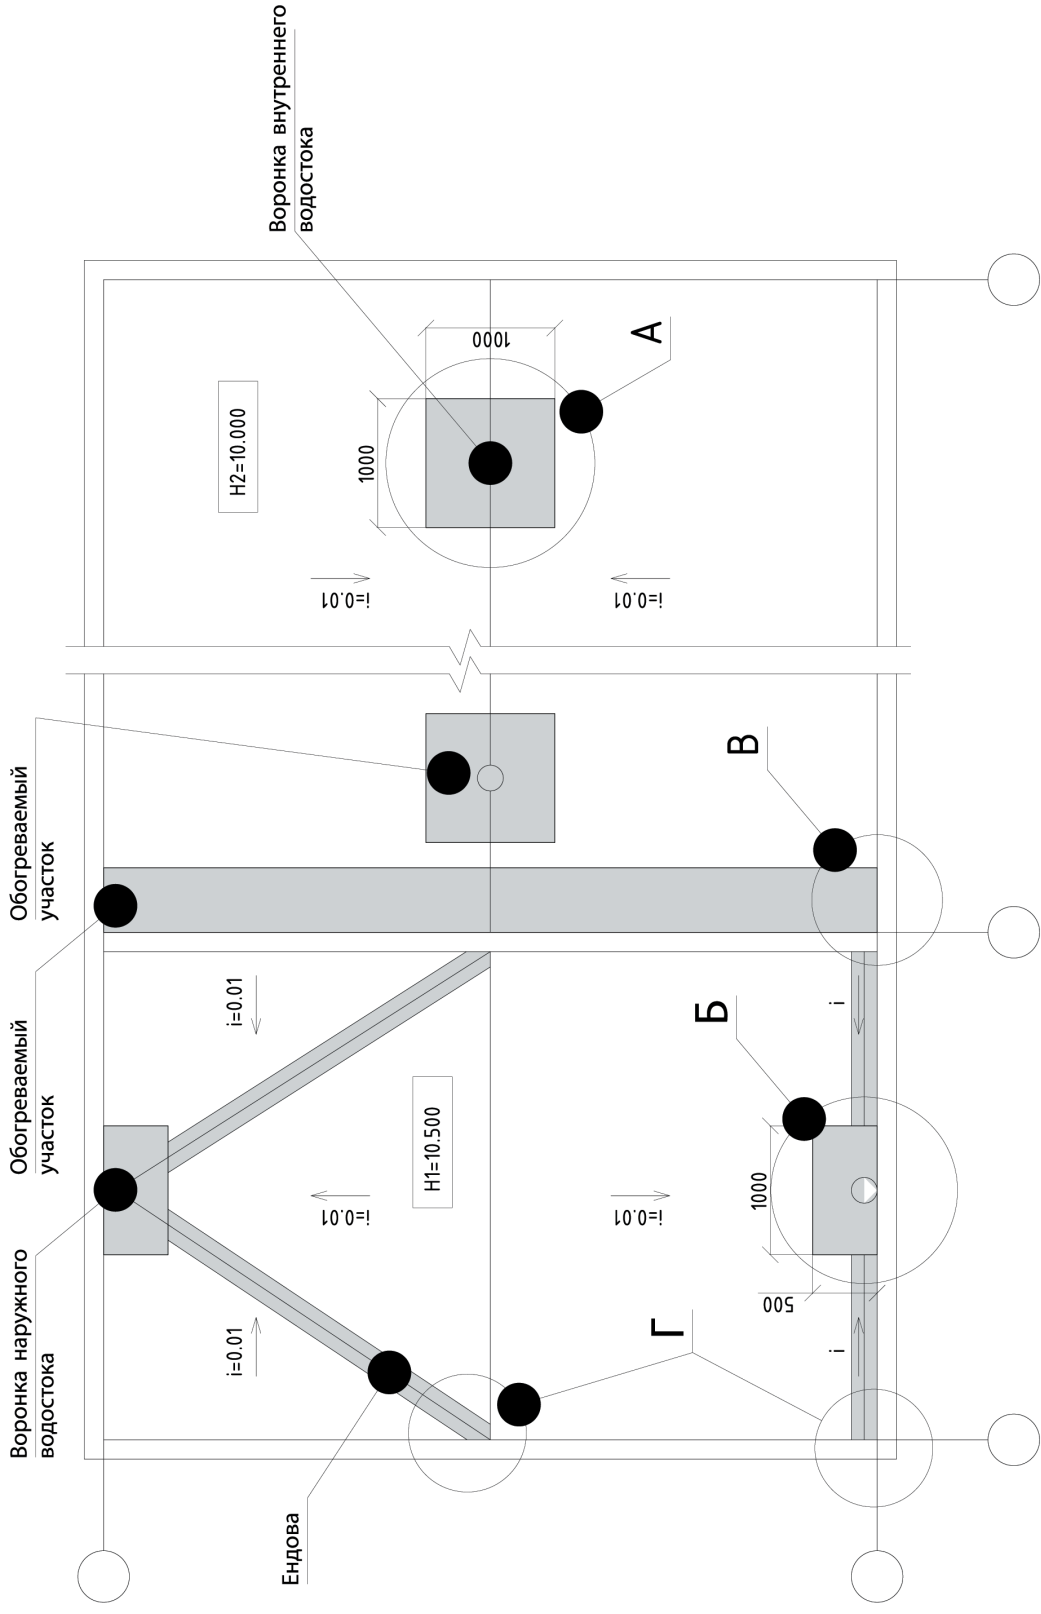 Воронка наружного
водостока
Обогреваемый
участок
Обогреваемый
участок
Воронка внутреннего
водостока
Ендова
i=0.01
i=0.01
i=0.01
i=0.01
i=0.01
i=0.01
H1=10.500
H2=10.000
1000
1000
1000
500
i
i
А
Б
В
Г